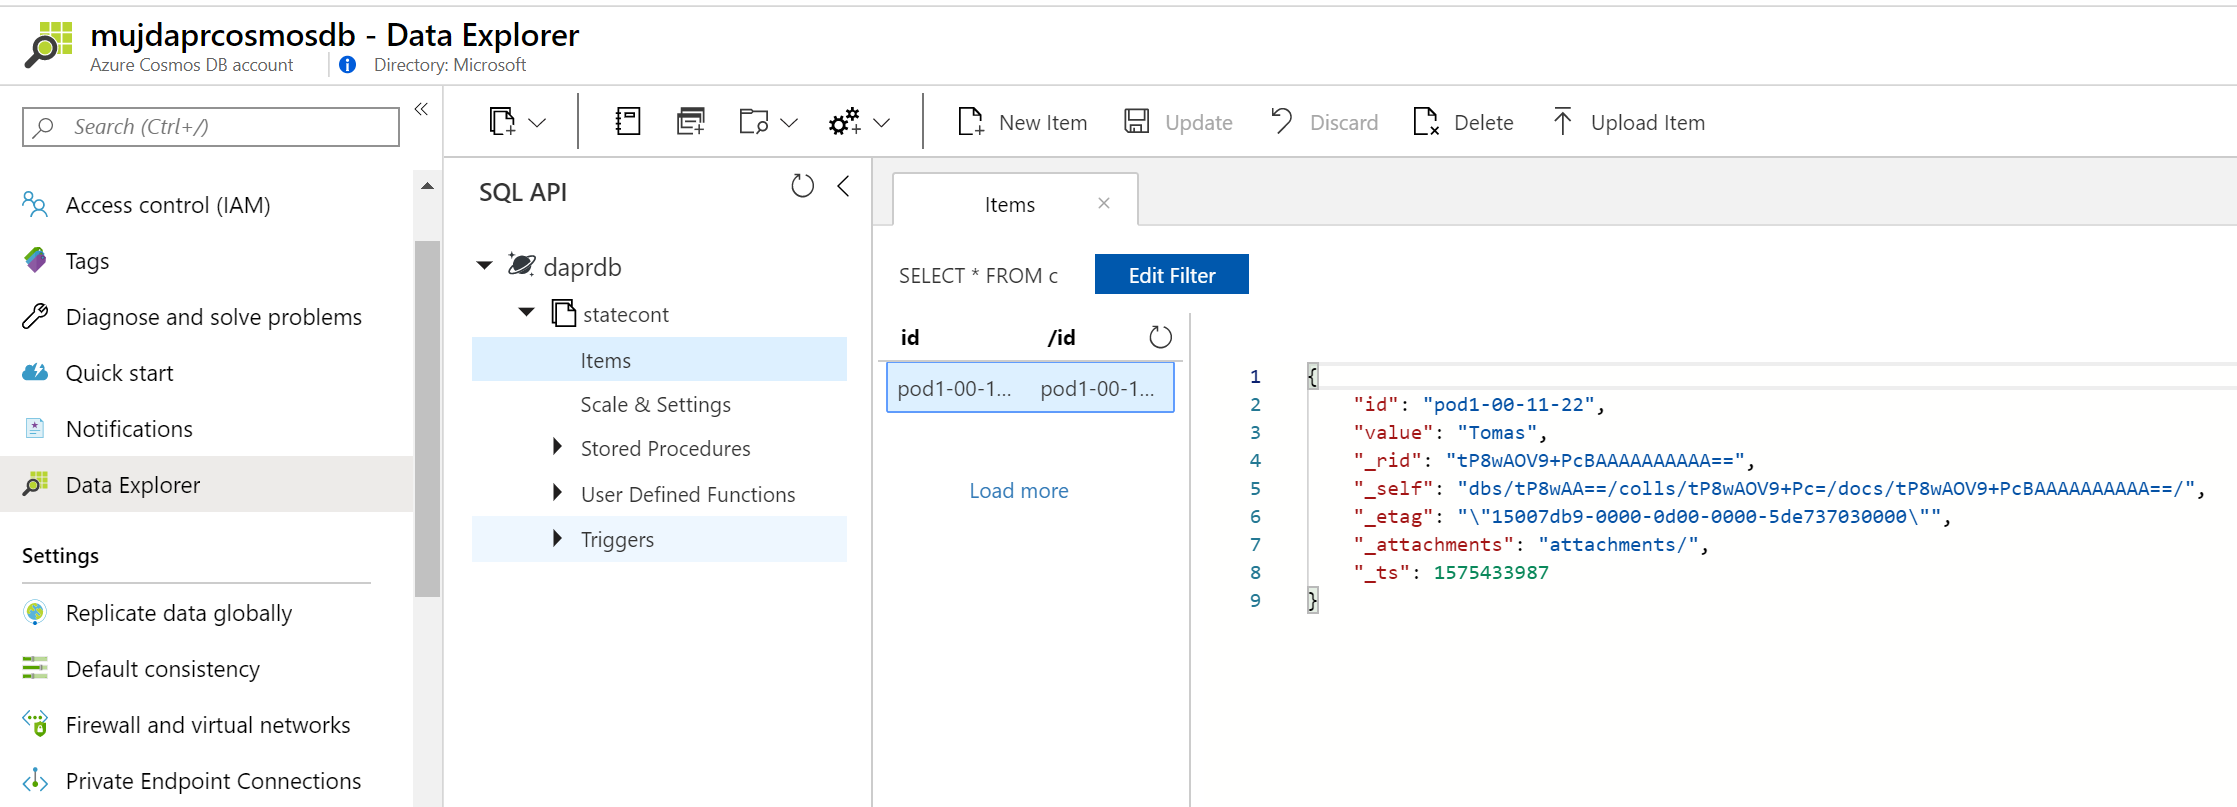 mujdaprcosmosdb - Data Explorer
Azure Cosmos DB account
Directory: Microsoft
Search (Ctrl+/)
Access control (IAM)
Tags
Diagnose and solve problems
Quick start
Notifications
Data Explorer
Settings
Replicate data globally
Default consistency
Firewall and virtual networks
Private Endpoint Connections
New Item
Update
Discard
Delete
Upload Item
SQL API
daprdb
statecont
Items
Scale & Settings
Stored Procedures
User Defined Functions
Triggers
Items
SELECT * FROM c
Edit Filter
id /id
pod1-00-1... pod1-00-1...
Load more
1 {
2 "id": "pod1-00-11-22",
3 "value": "Tomas",
4 "_rid": "tP8wAOV9+PcBAAAAAAAAAA==",
5 "_self": "dbs/tP8wAA==/colls/tP8wAOV9+Pc=/docs/tP8wAOV9+PcBAAAAAAAAAA==/",
6 "_etag": "\"15007db9-0000-0d00-0000-5de737030000\"",
7 "_attachments": "attachments/",
8 "_ts": 1575433987
9 }